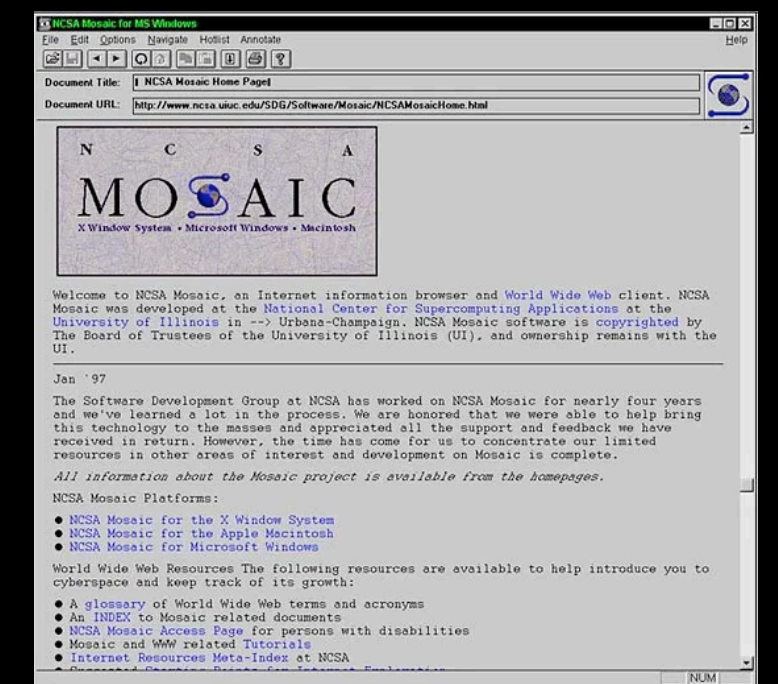 NCSA Mosaic for MS Windows
File Edit Options Navigate Hotlist Annotate Help
Document Title: NCSA Mosaic Home Page
Document URL: http://www.ncsa.uiuc.edu/SDG/Software/Mosaic/NCSAMosaicHome.html
N C S A
MOSAIC
X Window System • Microsoft Windows • Macintosh
Welcome to NCSA Mosaic, an Internet information browser and World Wide Web client. NCSA
Mosaic was developed at the National Center for Supercomputing Applications at the
University of Illinois in --> Urbana-Champaign. NCSA Mosaic software is copyrighted by
The Board of Trustees of the University of Illinois (UI), and ownership remains with the
UI.
Jan `97
The Software Development Group at NCSA has worked on NCSA Mosaic for nearly four years
and we've learned a lot in the process. We are honored that we were able to help bring
this technology to the masses and appreciated all the support and feedback we have
received in return. However, the time has come for us to concentrate our limited
resources in other areas of interest and development on Mosaic is complete.
All information about the Mosaic project is available from the homepages.
NCSA Mosaic Platforms:
● NCSA Mosaic for the X Window System
● NCSA Mosaic for the Apple Macintosh
● NCSA Mosaic for Microsoft Windows
World Wide Web Resources The following resources are available to help introduce you to
cyberspace and keep track of its growth:
● A glossary of World Wide Web terms and acronyms
● An INDEX to Mosaic related documents
● NCSA Mosaic Access Page for persons with disabilities
● Mosaic and WWW related Tutorials
● Internet Resources Meta-Index at NCSA
● Suggested Starting Points for Internet Exploration
NUM